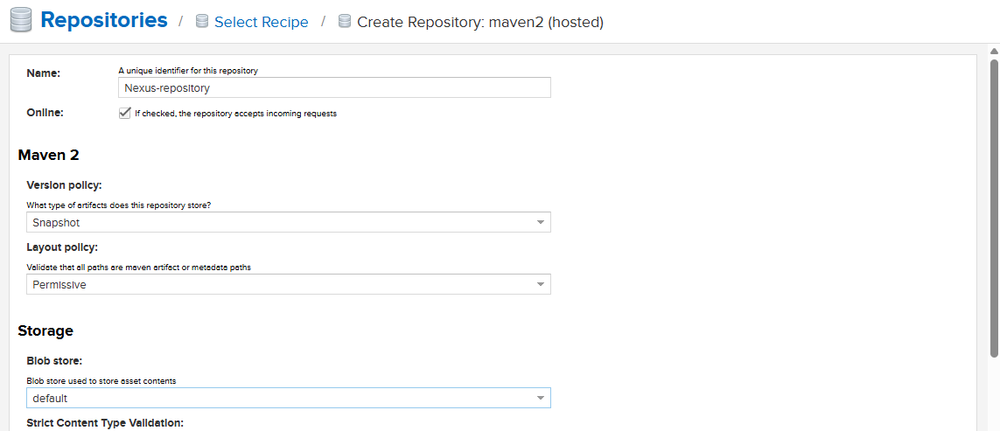 Repositories / Select Recipe / Create Repository: maven2 (hosted)
Name:
A unique identifier for this repository
Nexus-repository
Online:
If checked, the repository accepts incoming requests
Maven 2
Version policy:
What type of artifacts does this repository store?
Snapshot
Layout policy:
Validate that all paths are maven artifact or metadata paths
Permissive
Storage
Blob store:
Blob store used to store asset contents
default
Strict Content Type Validation: